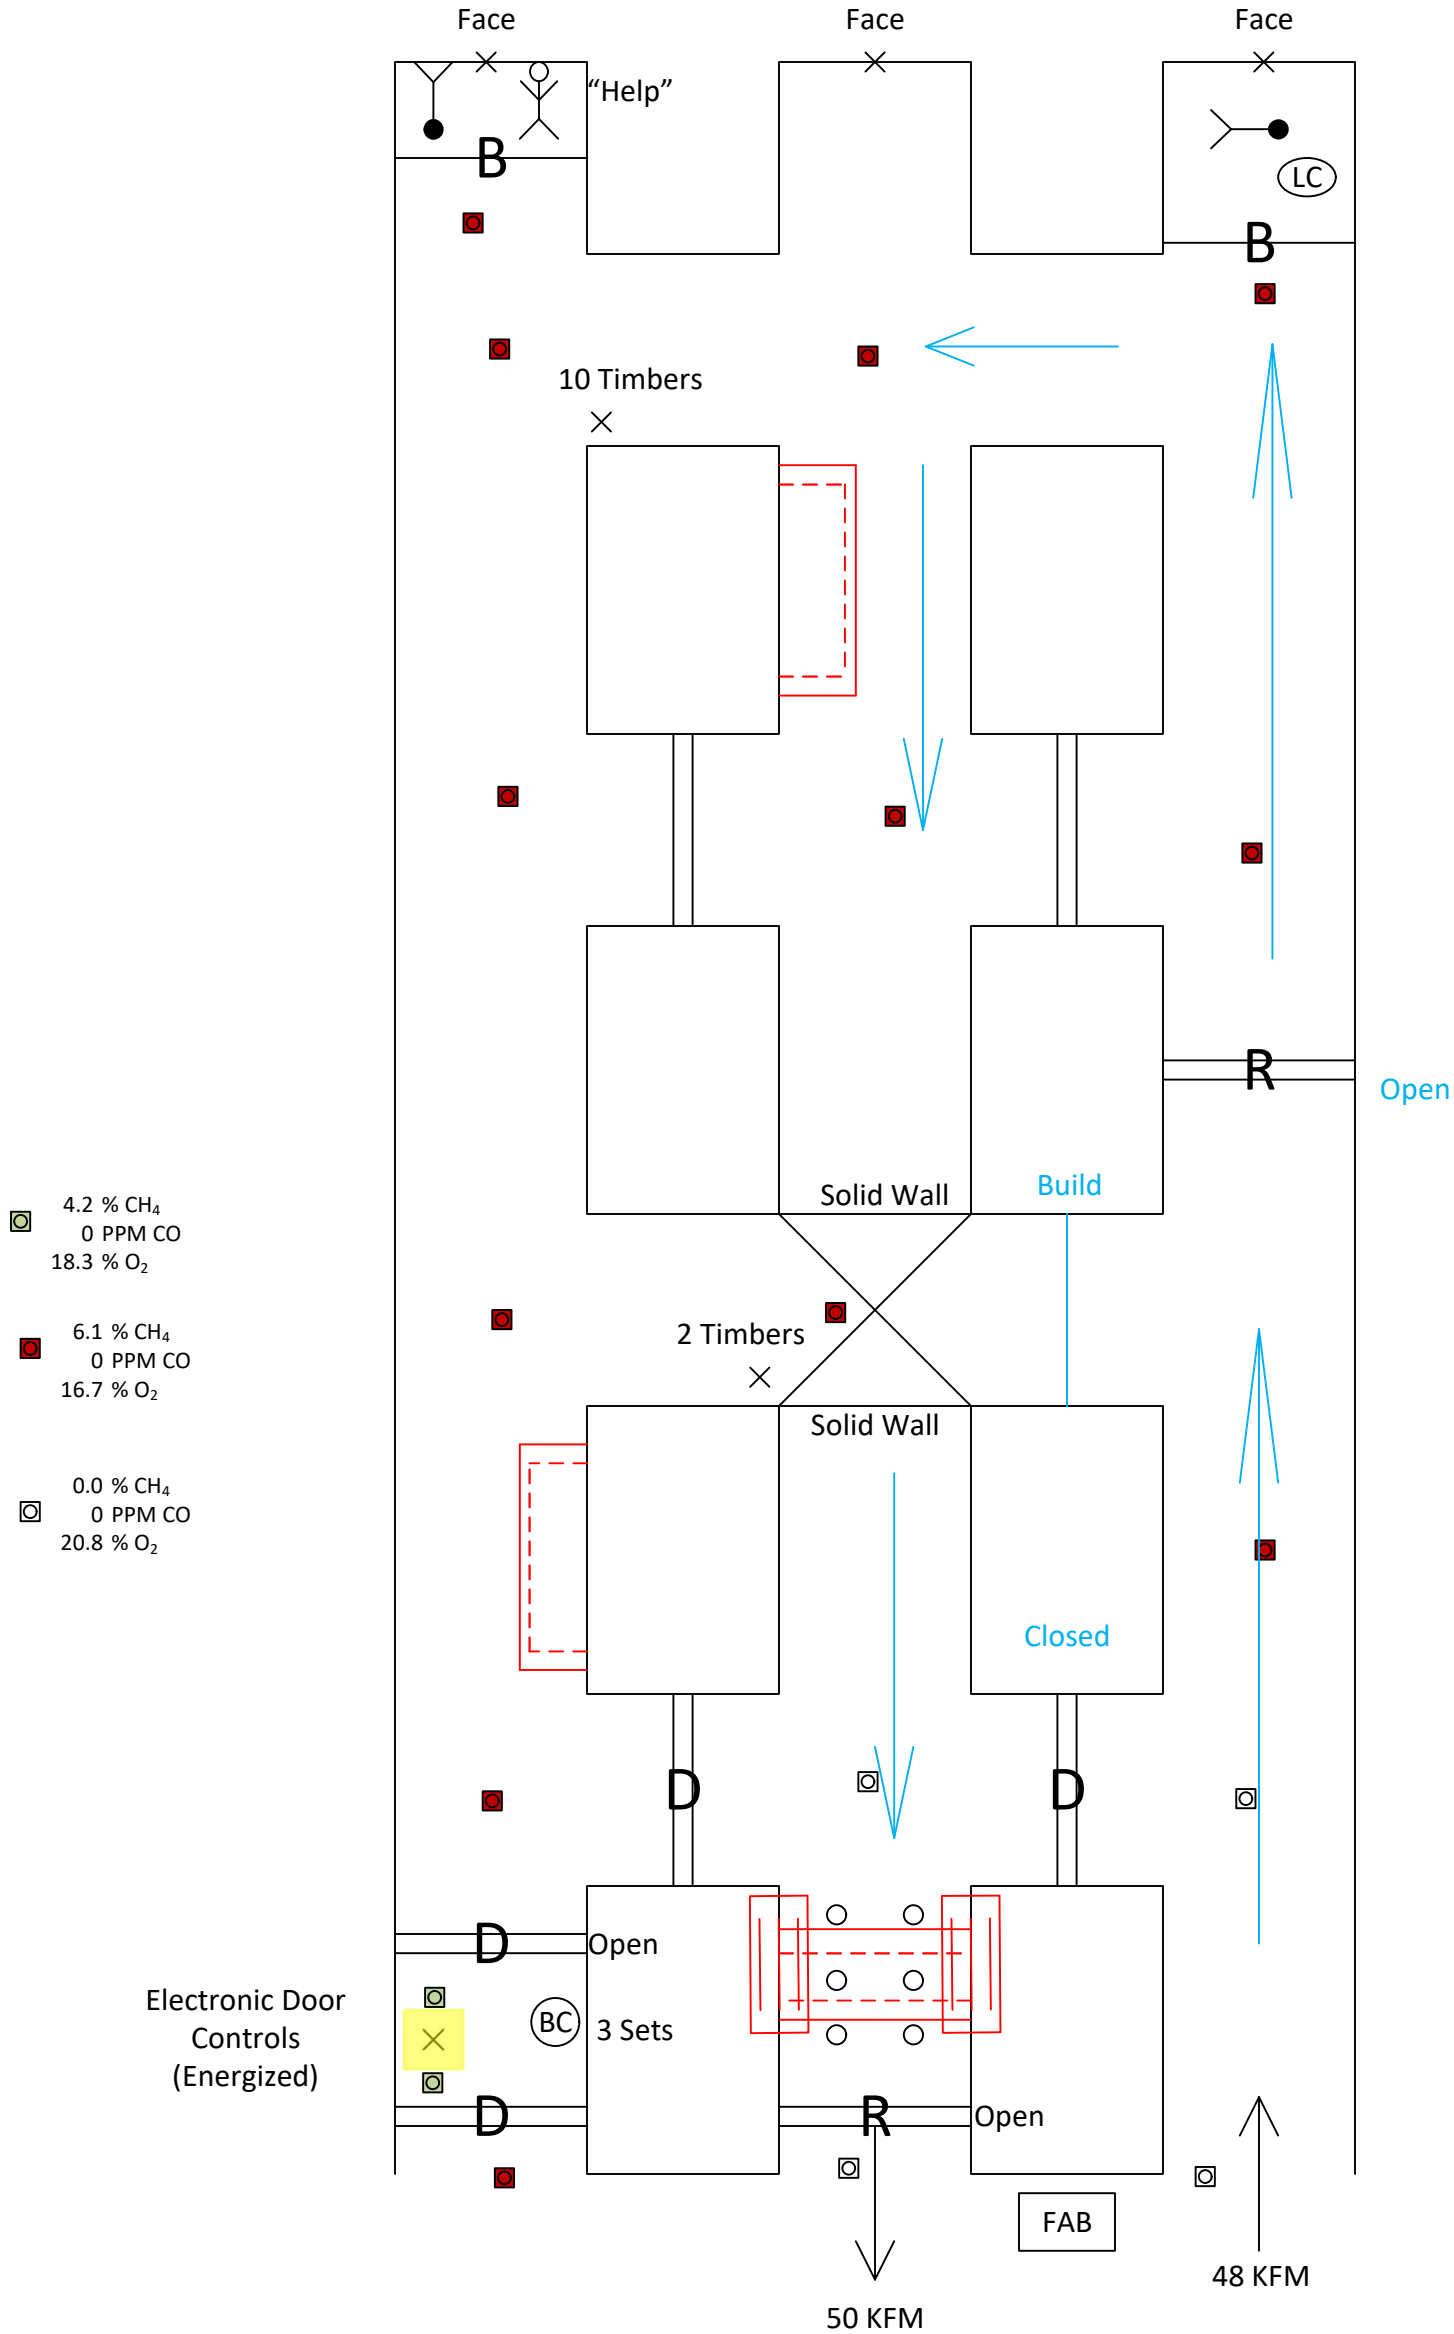 Face
Face
Face
“Help”
B
LC
B
10 Timbers
R
Open
Build
Solid Wall
4.2 % CH₄
0 PPM CO
18.3 % O₂
6.1 % CH₄
0 PPM CO
16.7 % O₂
2 Timbers
Solid Wall
0.0 % CH₄
0 PPM CO
20.8 % O₂
Closed
D
D
D
Open
Electronic Door
Controls
(Energized)
BC
3 Sets
D
R
Open
FAB
48 KFM
50 KFM